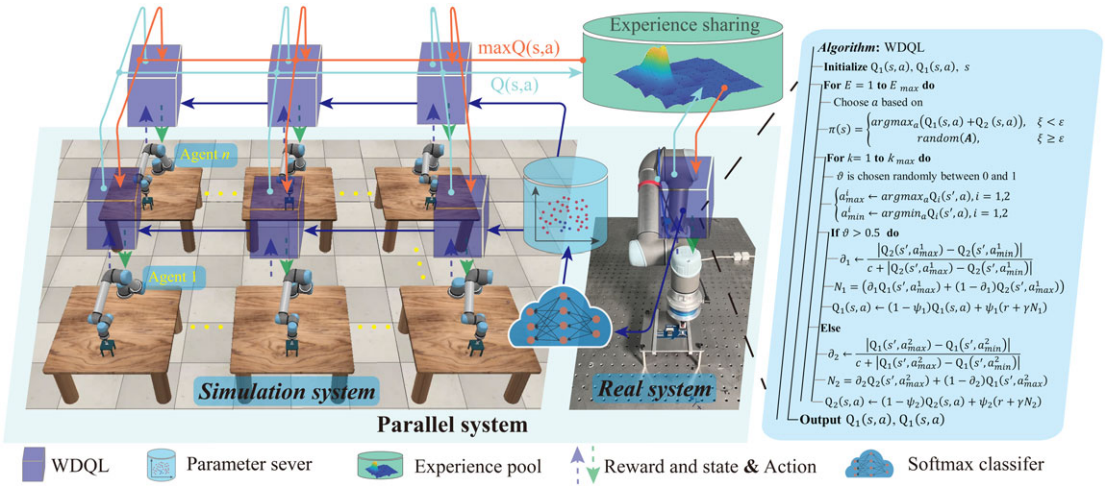 Experience sharing
maxQ(s,a)
Q(s,a)
Agent n
Agent 1
Simulation system
Real system
Parallel system
Algorithm: WDQL
Initialize Q₁(s,a), Q₁(s,a), s
For E = 1 to E max do
Choose a based on
π(s) = { argmaxₐ(Q₁(s,a) +Q₂ (s,a)), ξ < ε
random(A), ξ ≥ ε
For k= 1 to k max do
ϑ is chosen randomly between 0 and 1
{ a^i_max ← argmaxₐQᵢ(s′,a), i = 1,2
a^i_min ← argminₐQᵢ(s′,a), i = 1,2
If ϑ > 0.5 do
∂₁ ← |Q₂(s′,a^1_max) − Q₂(s′,a^1_min)| / c + |Q₂(s′,a^1_max) − Q₂(s′,a^1_min)|
N₁ = (∂₁Q₁(s′,a^1_max) + (1 − ∂₁)Q₂(s′,a^1_max))
Q₁(s,a) ← (1 − ψ₁)Q₁(s,a) + ψ₁(r + γN₁)
Else
∂₂ ← |Q₁(s′,a^2_max) − Q₁(s′,a^2_min)| / c + |Q₁(s′,a^2_max) − Q₁(s′,a^2_min)|
N₂ = ∂₂Q₂(s′,a^2_max) + (1 − ∂₂)Q₁(s′,a^2_max)
Q₂(s,a) ← (1 − ψ₂)Q₂(s,a) + ψ₂(r + γN₂)
Output Q₁(s,a), Q₁(s,a)
WDQL
Parameter sever
Experience pool
Reward and state & Action
Softmax classifer